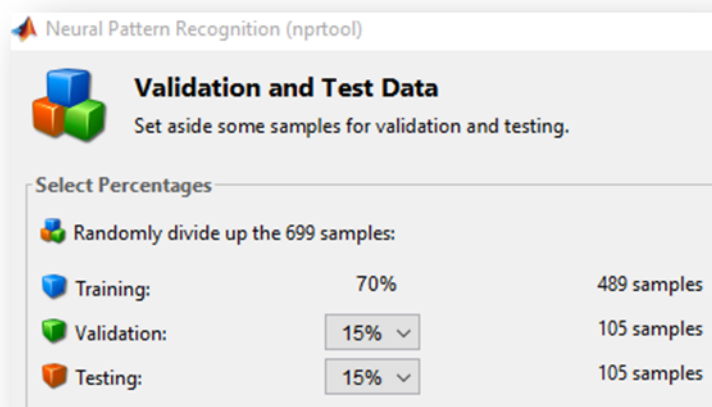 Neural Pattern Recognition (nprtool)
Validation and Test Data
Set aside some samples for validation and testing.
Select Percentages
Randomly divide up the 699 samples:
Training: 70% 489 samples
Validation: 15% 105 samples
Testing: 15% 105 samples